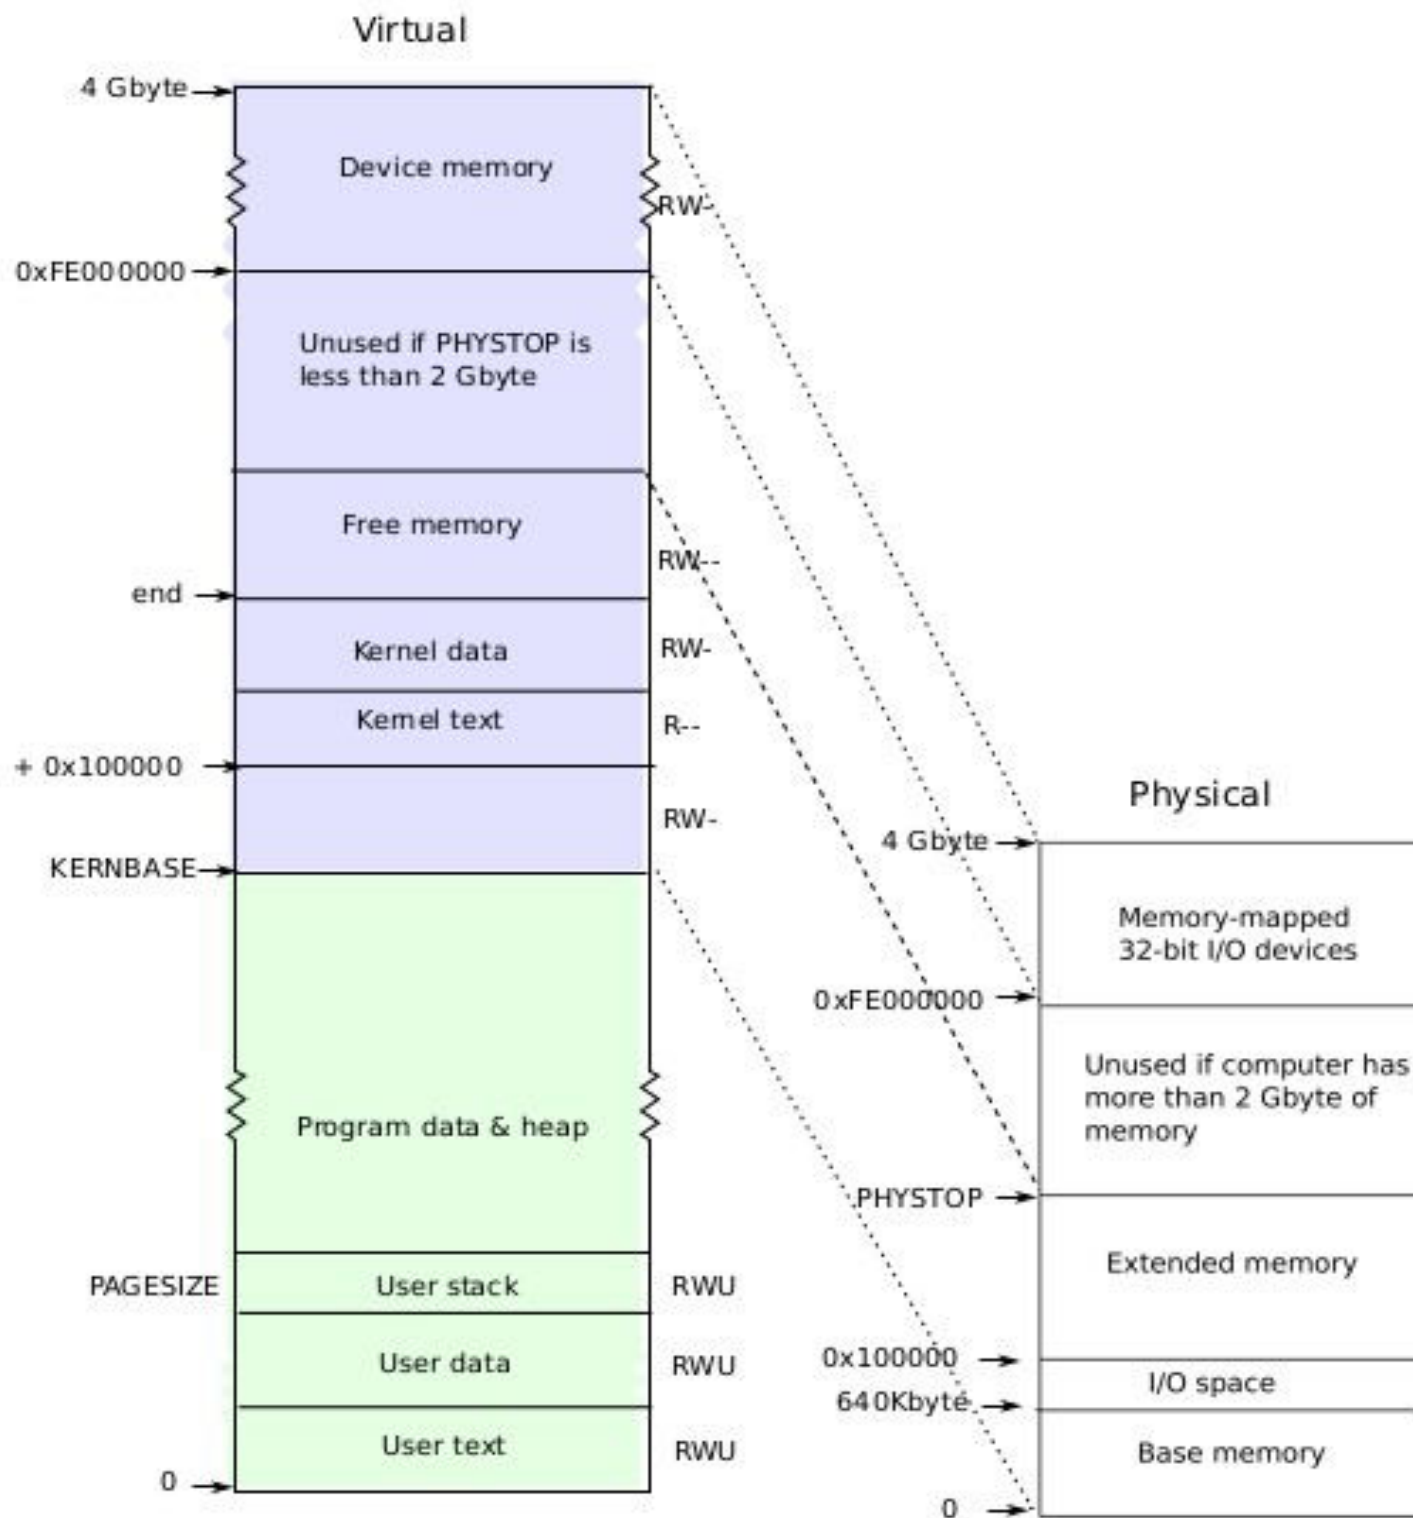 Virtual
4 Gbyte
Device memory
RW-
0xFE000000
Unused if PHYSTOP is
less than 2 Gbyte
Free memory
RW--
end
Kernel data
RW-
Kernel text
R--
+ 0x100000
RW-
KERNBASE
Program data & heap
PAGESIZE
User stack
RWU
User data
RWU
User text
RWU
0
Physical
4 Gbyte
Memory-mapped
32-bit I/O devices
0xFE000000
Unused if computer has
more than 2 Gbyte of
memory
PHYSTOP
Extended memory
0x100000
I/O space
640Kbyte
Base memory
0